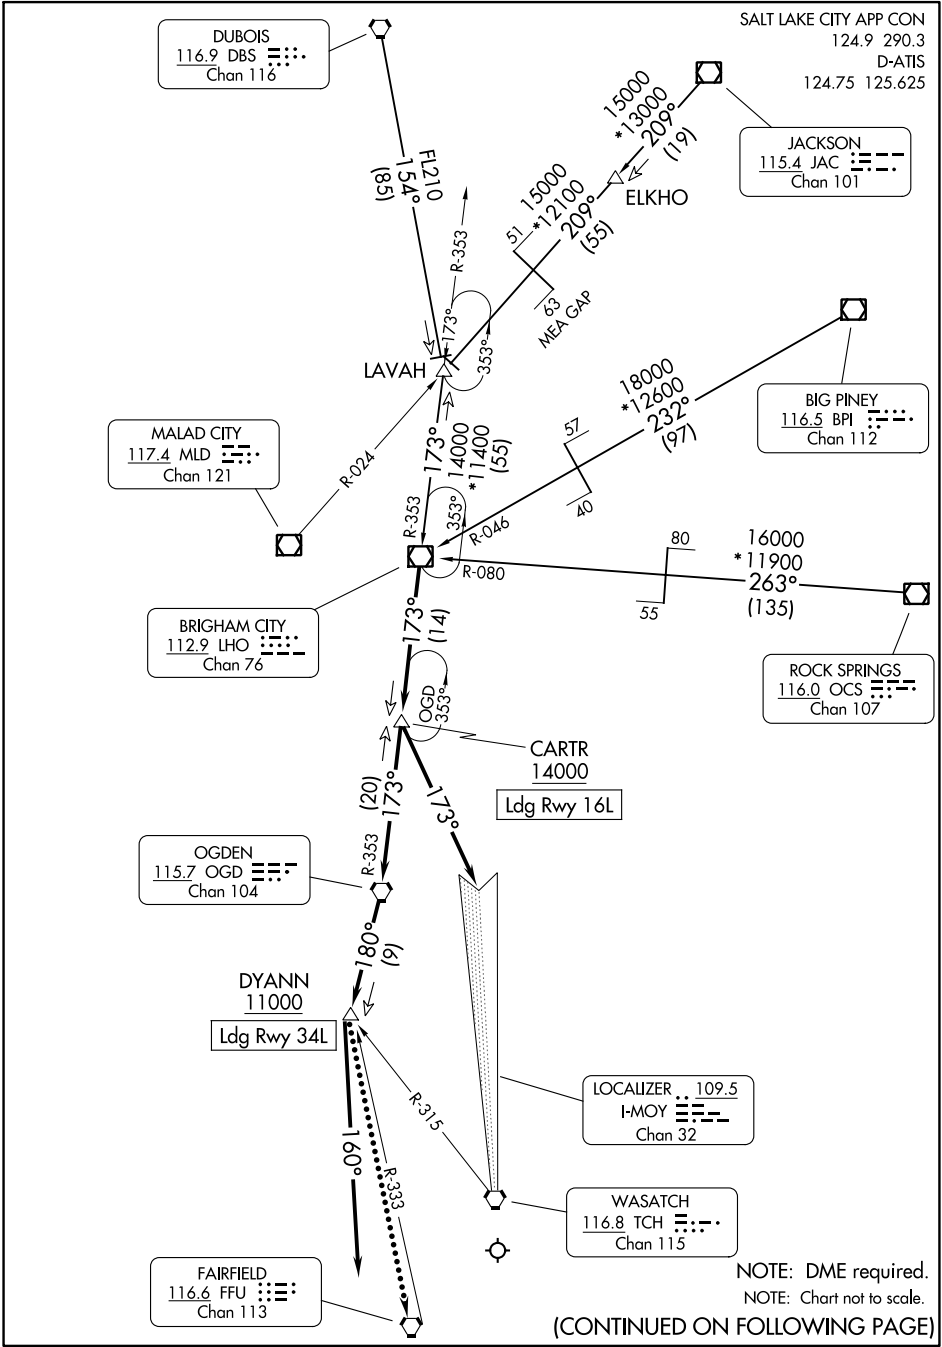 SALT LAKE CITY APP CON
124.9 290.3
D-ATIS
124.75 125.625
DUBOIS
116.9 DBS
Chan 116
JACKSON
115.4 JAC
Chan 101
15000
*13000
209°
(19)
ELKHO
FL210
154°
(85)
15000
*12100
209°
(55)
51
63
MEA GAP
R-353
173°
353°
LAVAH
BIG PINEY
116.5 BPI
Chan 112
18000
*12600
232°
(97)
57
40
R-046
MALAD CITY
117.4 MLD
Chan 121
R-024
173°
14000
*11400
(55)
R-353
353°
16000
*11900
263°
(135)
80
55
R-080
BRIGHAM CITY
112.9 LHO
Chan 76
ROCK SPRINGS
116.0 OCS
Chan 107
173°
(14)
OGD
353°
CARTR
14000
Ldg Rwy 16L
(20)
173°
R-353
173°
OGDEN
115.7 OGD
Chan 104
180°
(9)
DYANN
11000
Ldg Rwy 34L
LOCALIZER 109.5
I-MOY
Chan 32
R-315
160°
R-333
WASATCH
116.8 TCH
Chan 115
FAIRFIELD
116.6 FFU
Chan 113
NOTE: DME required.
NOTE: Chart not to scale.
(CONTINUED ON FOLLOWING PAGE)